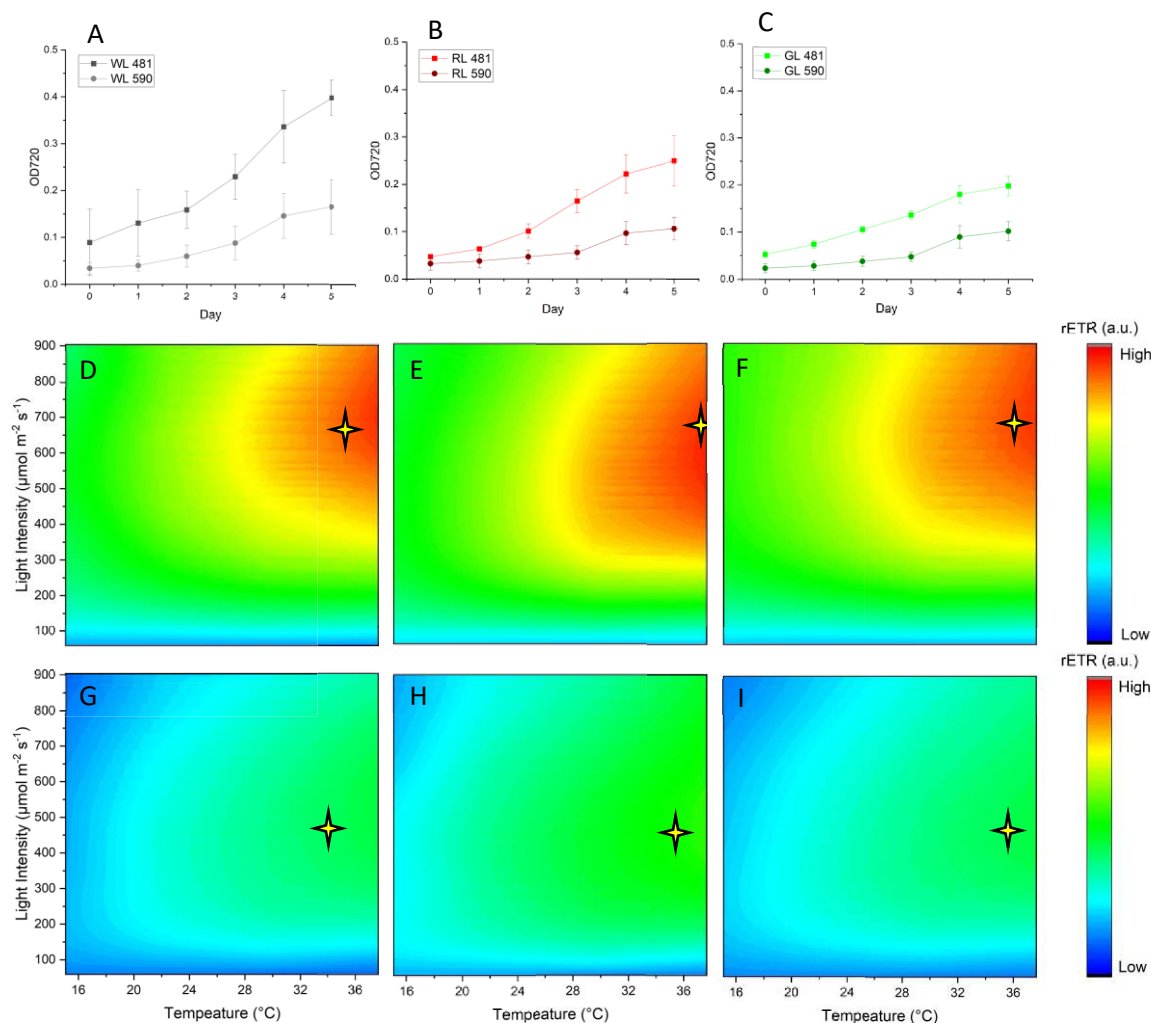 A
B
C
WL 481
WL 590
RL 481
RL 590
GL 481
GL 590
OD720
0.5
0.4
0.3
0.2
0.1
0.0
0 1 2 3 4 5
Day
OD720
0.5
0.4
0.3
0.2
0.1
0.0
0 1 2 3 4 5
Day
OD720
0.5
0.4
0.3
0.2
0.1
0.0
0 1 2 3 4 5
Day
D
E
F
Light Intensity (µmol m⁻² s⁻¹)
900
800
700
600
500
400
300
200
100
rETR (a.u.)
High
Low
G
H
I
Light Intensity (µmol m⁻² s⁻¹)
900
800
700
600
500
400
300
200
100
rETR (a.u.)
High
Low
16 20 24 28 32 36
16 20 24 28 32 36
16 20 24 28 32 36
Tempeature (°C)
Tempeature (°C)
Tempeature (°C)